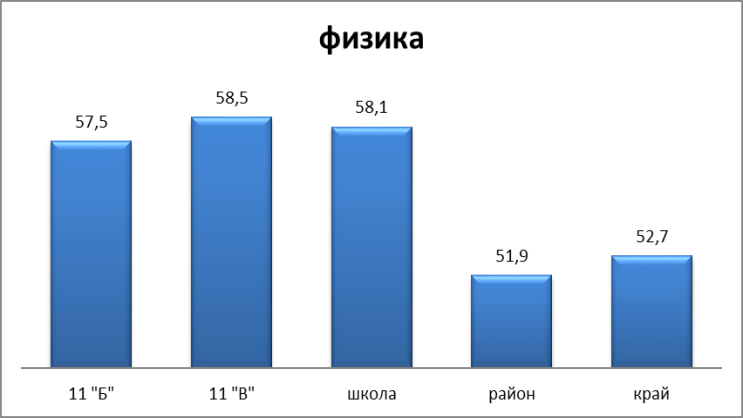 физика
57,5
58,5
58,1
51,9
52,7
11 "Б"
11 "В"
школа
район
край